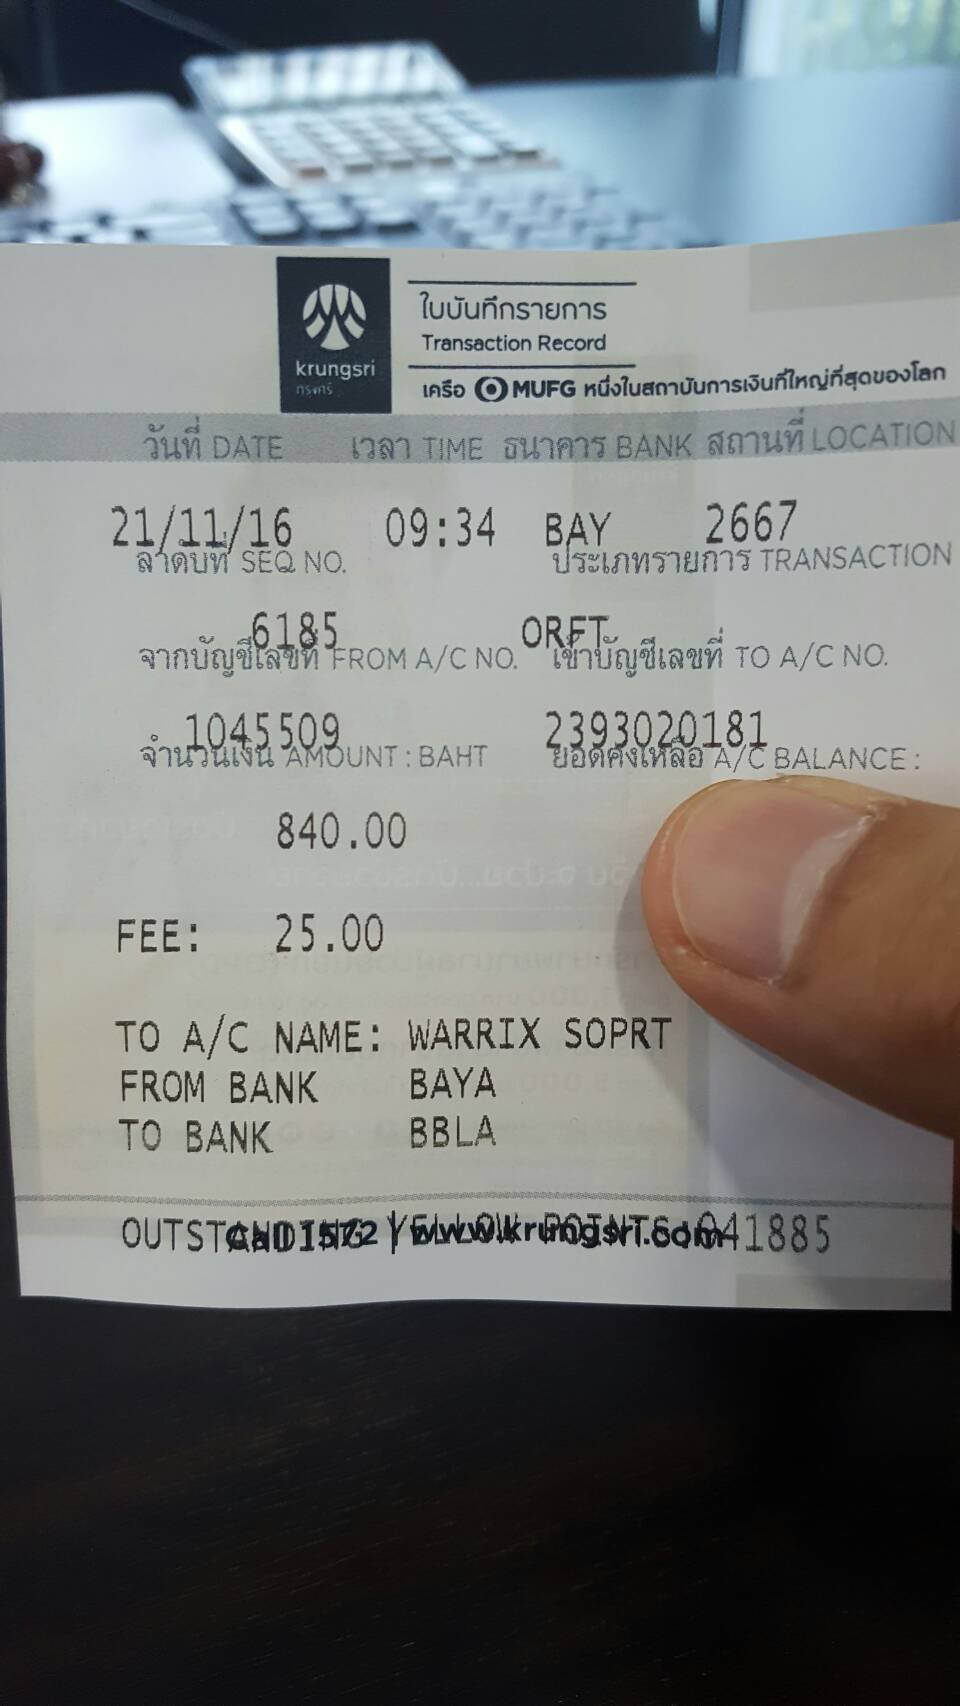 krungsri
กรุงศรี
ใบบันทึกรายการ
Transaction Record
เครือ MUFG หนึ่งในสถาบันการเงินที่ใหญ่ที่สุดของโลก
วันที่ DATE เวลา TIME ธนาคาร BANK สถานที่ LOCATION
21/11/16 09:34 BAY 2667
ลำดับที่ SEQ NO. ประเภทรายการ TRANSACTION
6185 ORFT
จากบัญชีเลขที่ FROM A/C NO. เข้าบัญชีเลขที่ TO A/C NO.
1045509 2393020181
จำนวนเงิน AMOUNT : BAHT ยอดคงเหลือ A/C BALANCE :
840.00
FEE: 25.00
TO A/C NAME: WARRIX SOPRT
FROM BANK BAYA
TO BANK BBLA
OUTSTANDING YELLOW POINTS:041885
Call 1572 | www.krungsri.com